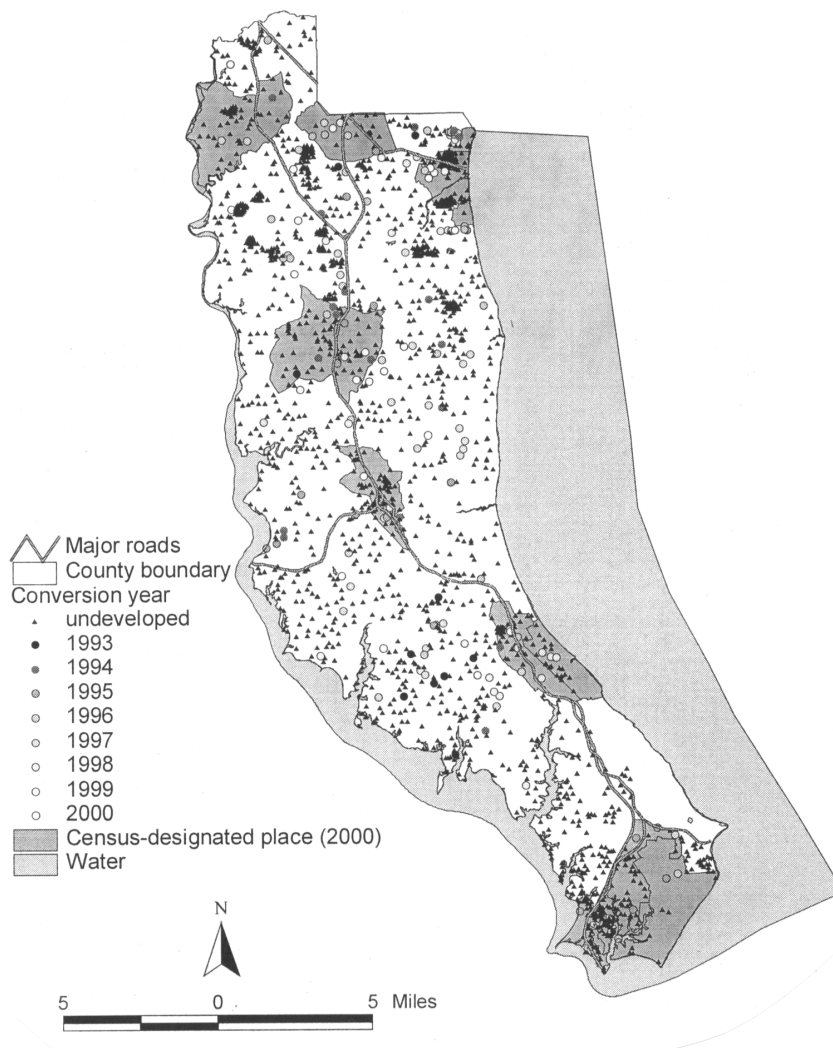 Major roads
County boundary
Conversion year
undeveloped
1993
1994
1995
1996
1997
1998
1999
2000
Census-designated place (2000)
Water
N
5 0 5 Miles